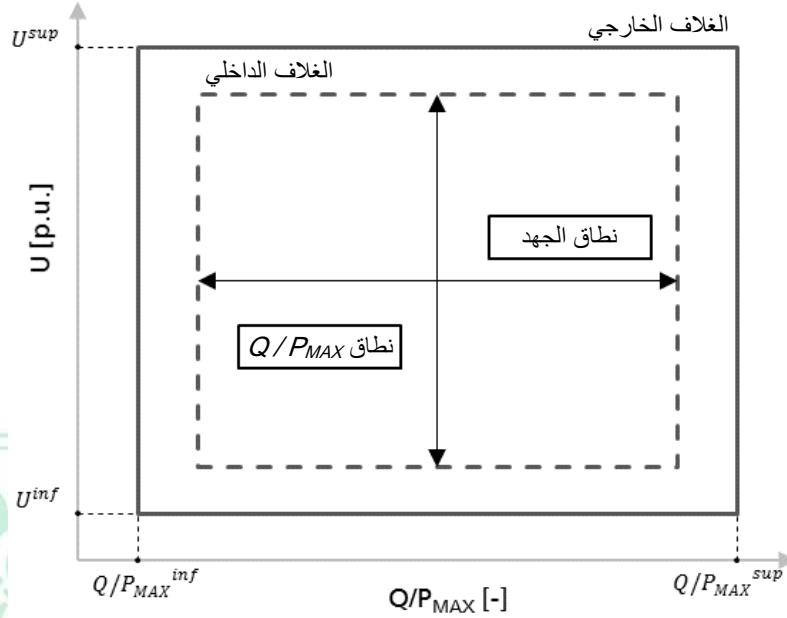 الغلاف الخارجي
U^sup
الغلاف الداخلي
U [p.u.]
نطاق الجهد
نطاق Q/P_MAX
U^inf
Q/P_MAX^inf
Q/P_MAX^sup
Q/P_MAX [-]